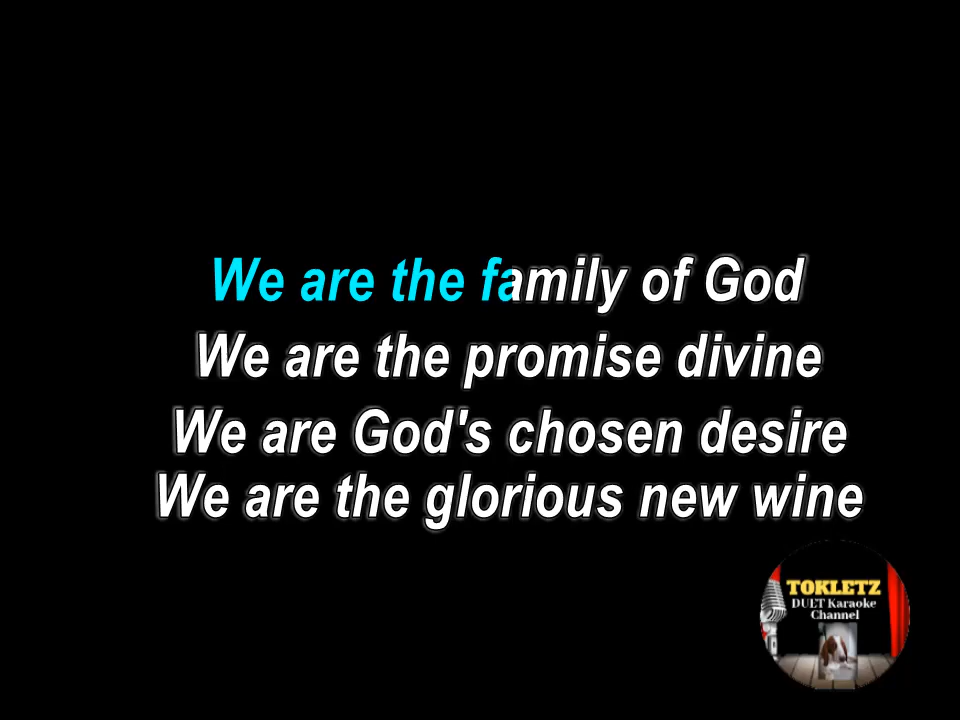 We are the family of God
We are the promise divine
We are God's chosen desire
We are the glorious new wine
TOKLETZ
DULT Karaoke
Channel